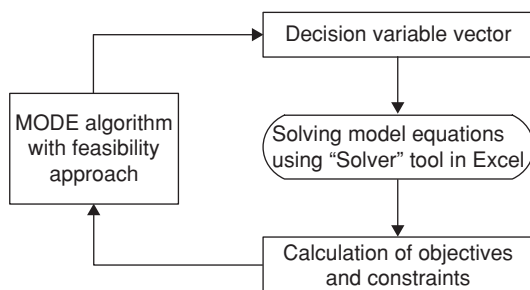 Decision variable vector
MODE algorithm
with feasibility
approach
Solving model equations
using “Solver” tool in Excel
Calculation of objectives
and constraints